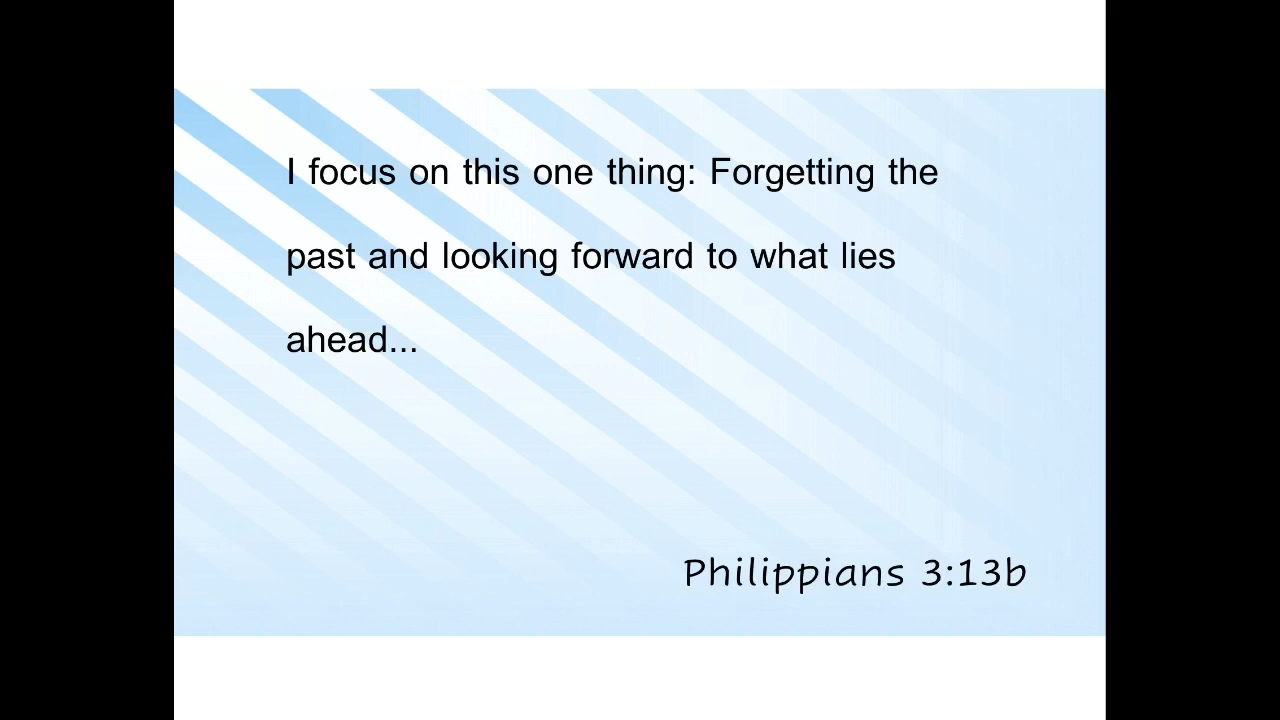 I focus on this one thing: Forgetting the
past and looking forward to what lies
ahead...
Philippians 3:13b